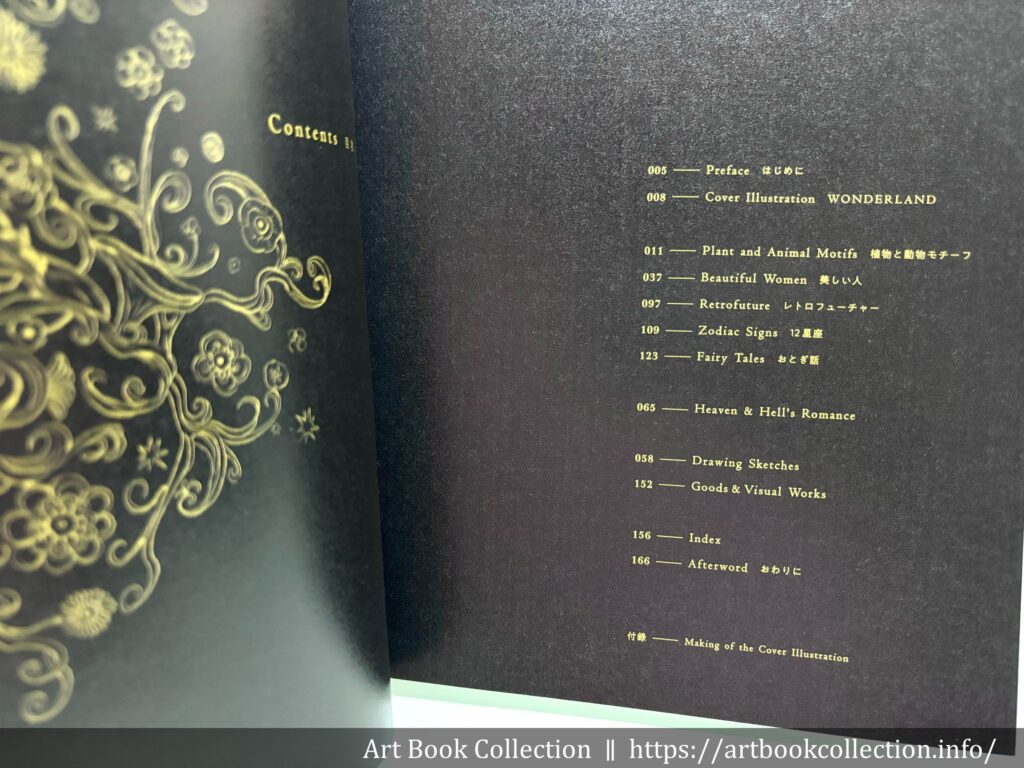 Contents
005 — Preface はじめに
008 — Cover Illustration WONDERLAND
011 — Plant and Animal Motifs 植物と動物モチーフ
037 — Beautiful Women 美しい人
097 — Retrofuture レトロフューチャー
109 — Zodiac Signs 12星座
123 — Fairy Tales おとぎ話
065 — Heaven & Hell's Romance
058 — Drawing Sketches
152 — Goods & Visual Works
156 — Index
166 — Afterword おわりに
付録 — Making of the Cover Illustration
Art Book Collection || https://artbookcollection.info/